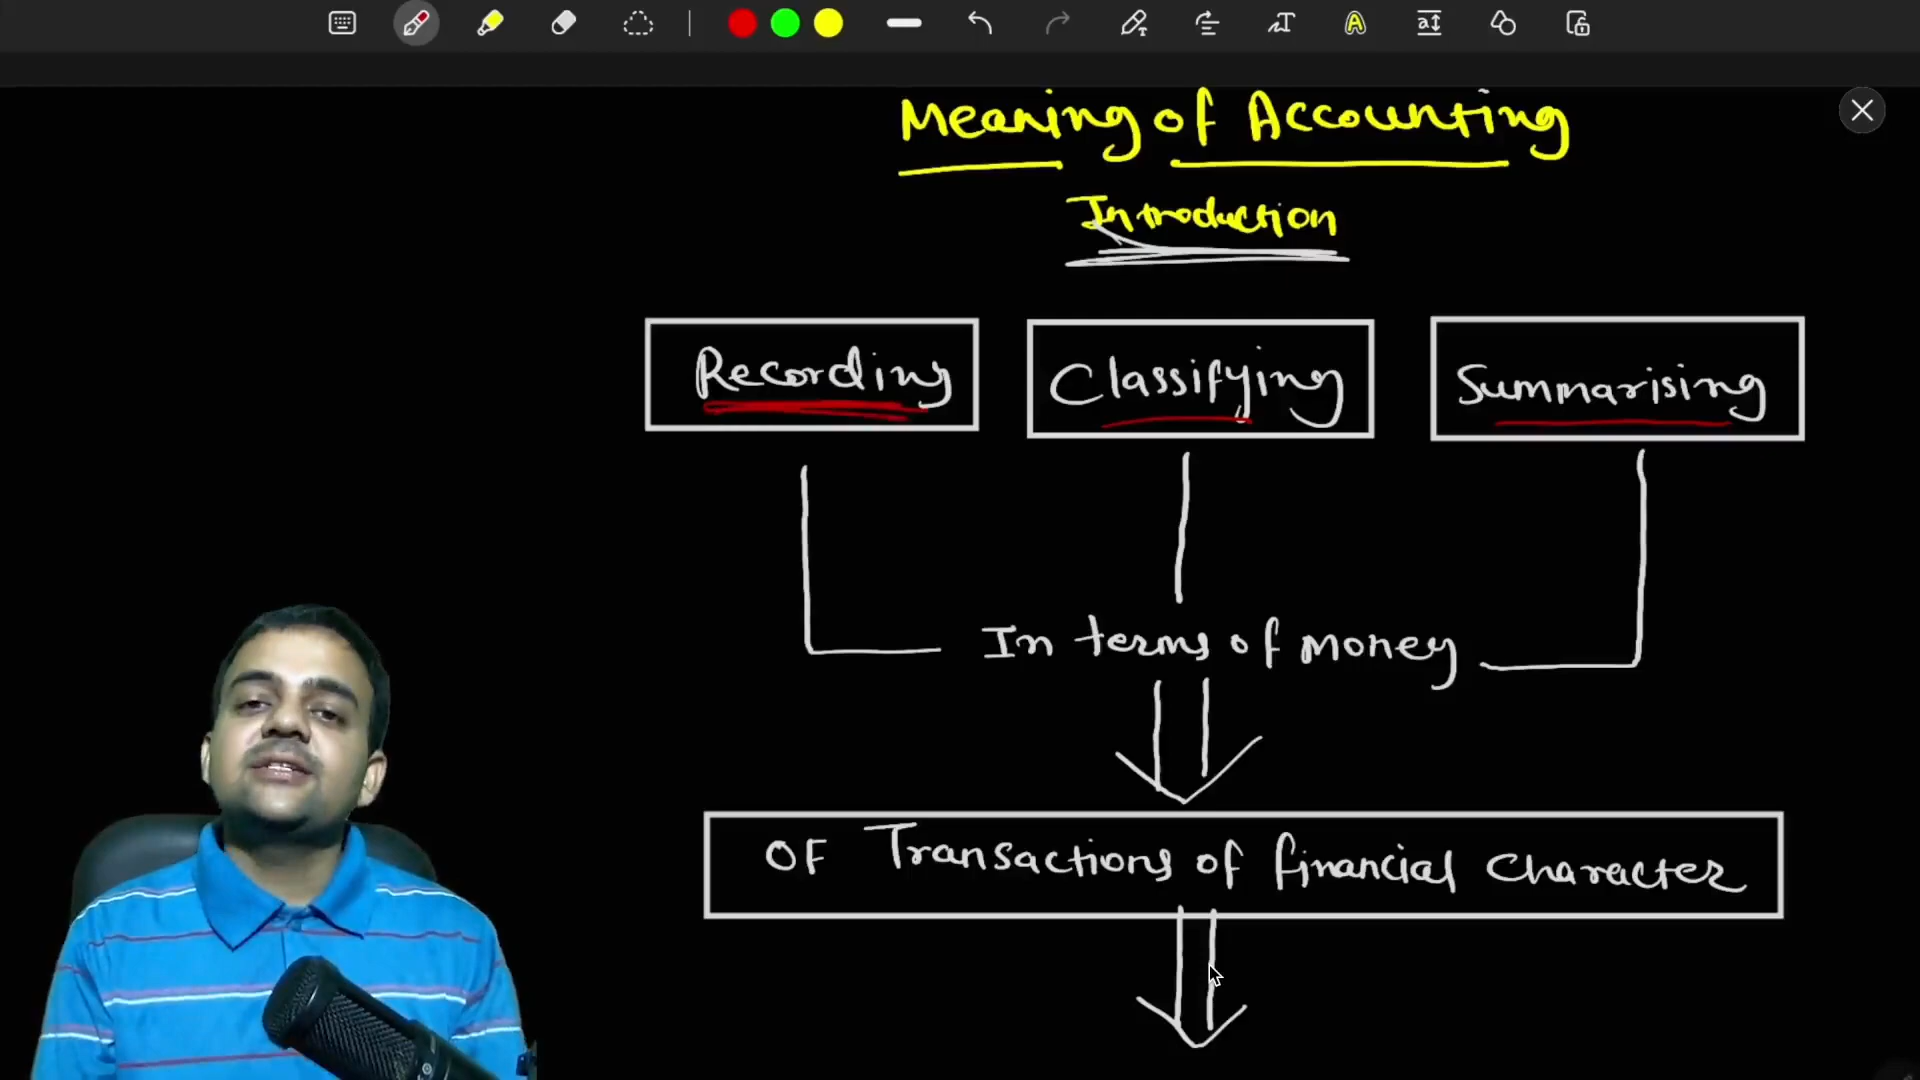 Meaning of Accounting
Introduction
Recording
Classifying
Summarising
In terms of money
OF Transactions of financial Character